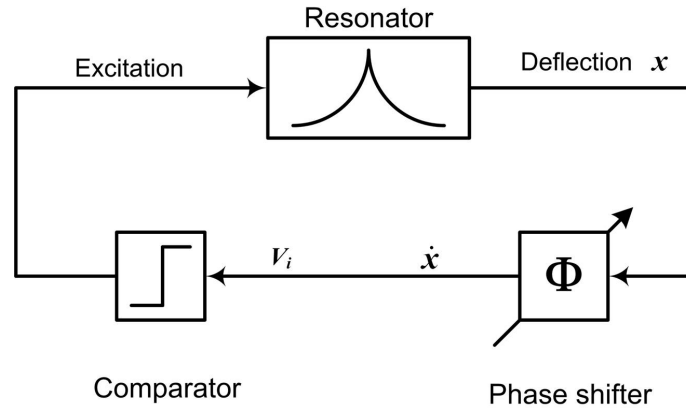 Resonator
Excitation
Deflection x
V_i
ẋ
Φ
Comparator
Phase shifter